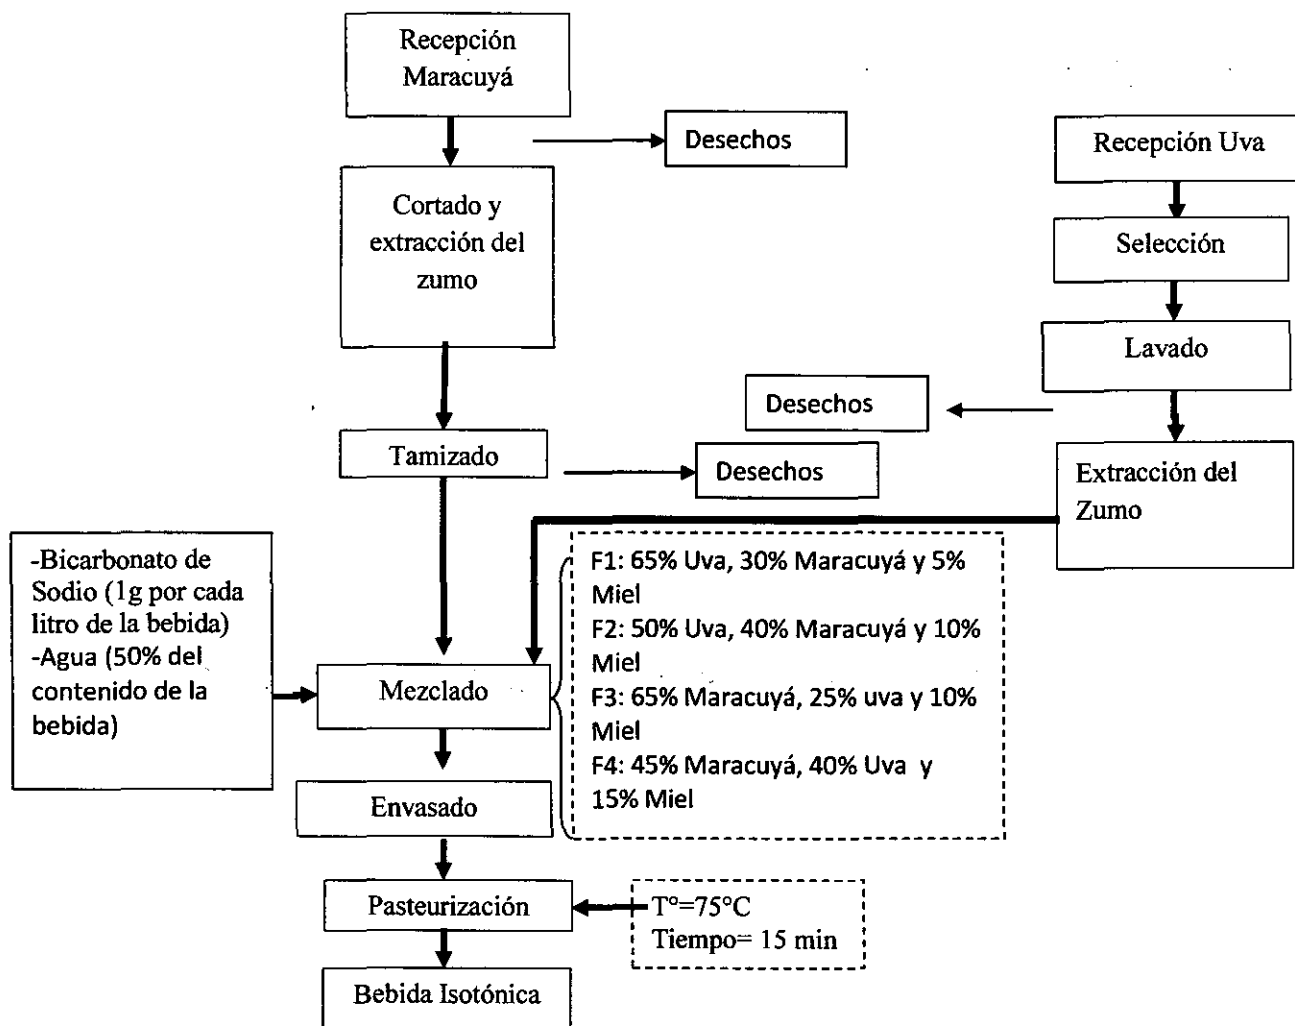 Recepción
Maracuyá
Desechos
Recepción Uva
Cortado y
extracción del
zumo
Selección
Lavado
Desechos
Tamizado
Desechos
Extracción del
Zumo
-Bicarbonato de
Sodio (1g por cada
litro de la bebida)
-Agua (50% del
contenido de la
bebida)
F1: 65% Uva, 30% Maracuyá y 5%
Miel
F2: 50% Uva, 40% Maracuyá y 10%
Miel
F3: 65% Maracuyá, 25% uva y 10%
Miel
F4: 45% Maracuyá, 40% Uva y
15% Miel
Mezclado
Envasado
Pasteurización
T°=75°C
Tiempo= 15 min
Bebida Isotónica